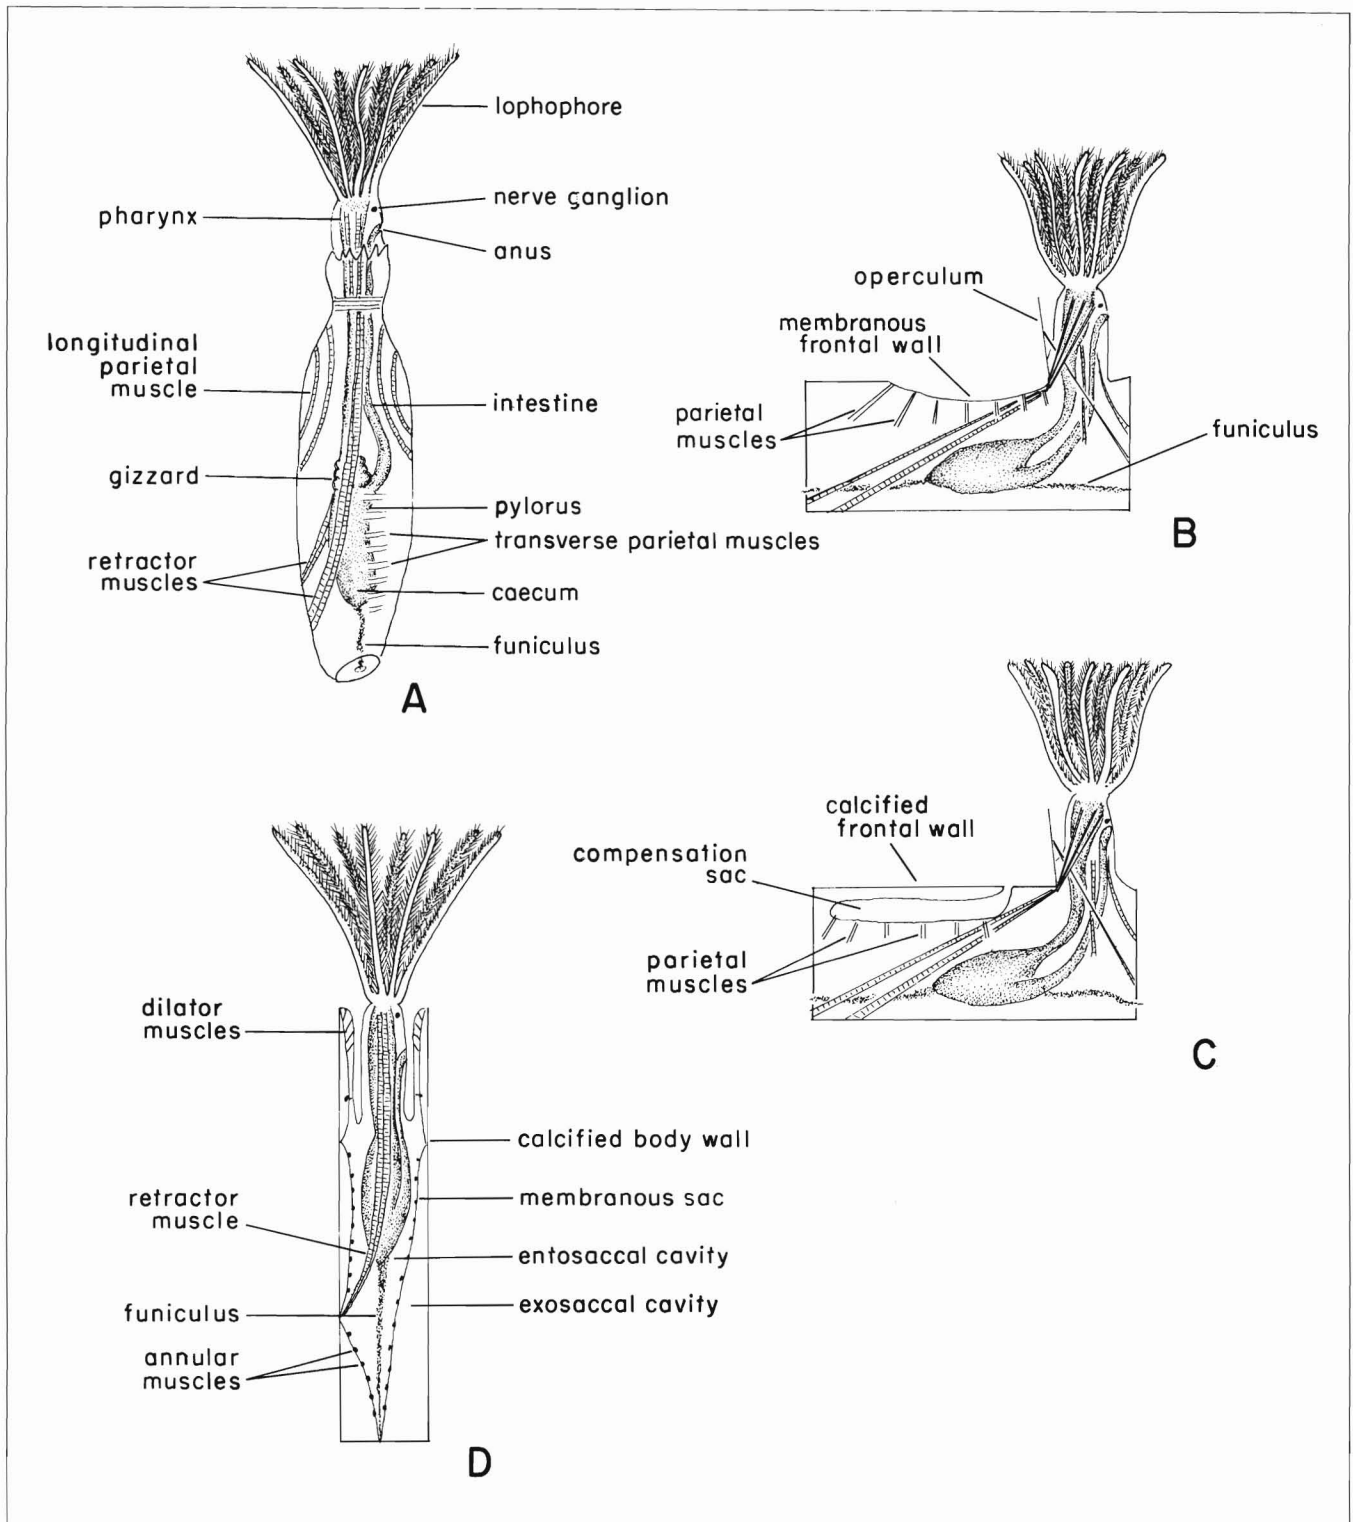 lophophore
nerve ganglion
pharynx
anus
longitudinal
parietal
muscle
intestine
gizzard
pylorus
transverse parietal muscles
retractor
muscles
caecum
funiculus
A
operculum
membranous
frontal wall
parietal
muscles
funiculus
B
calcified
frontal wall
compensation
sac
parietal
muscles
C
dilator
muscles
calcified body wall
retractor
muscle
membranous sac
entosaccal cavity
funiculus
exosaccal cavity
annular
muscles
D